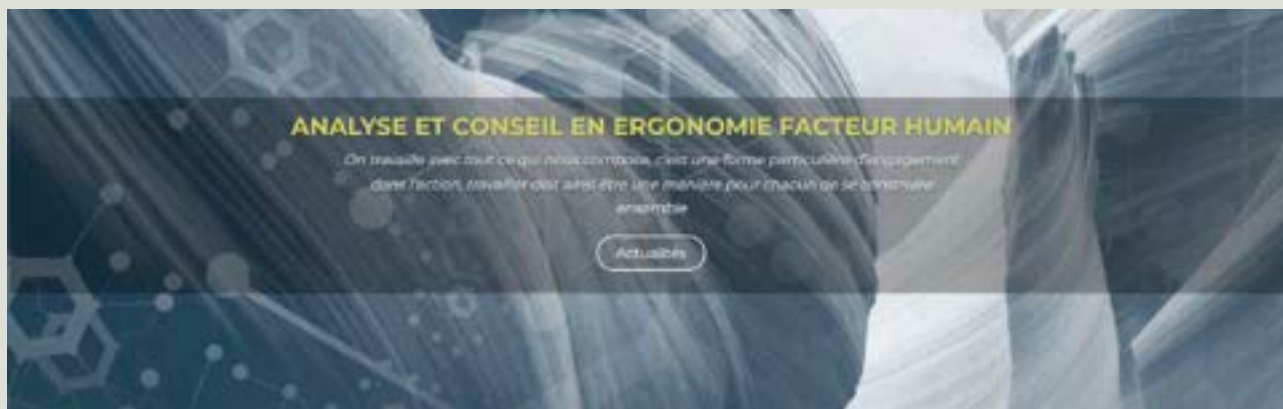 ANALYSE ET CONSEIL EN ERGONOMIE FACTEUR HUMAIN
On travaille avec tout ce qui nous compose, c'est une forme particulière d'engagement
dans l'action, travailler doit ainsi être une manière pour chacun de se construire
ensemble
Actualités